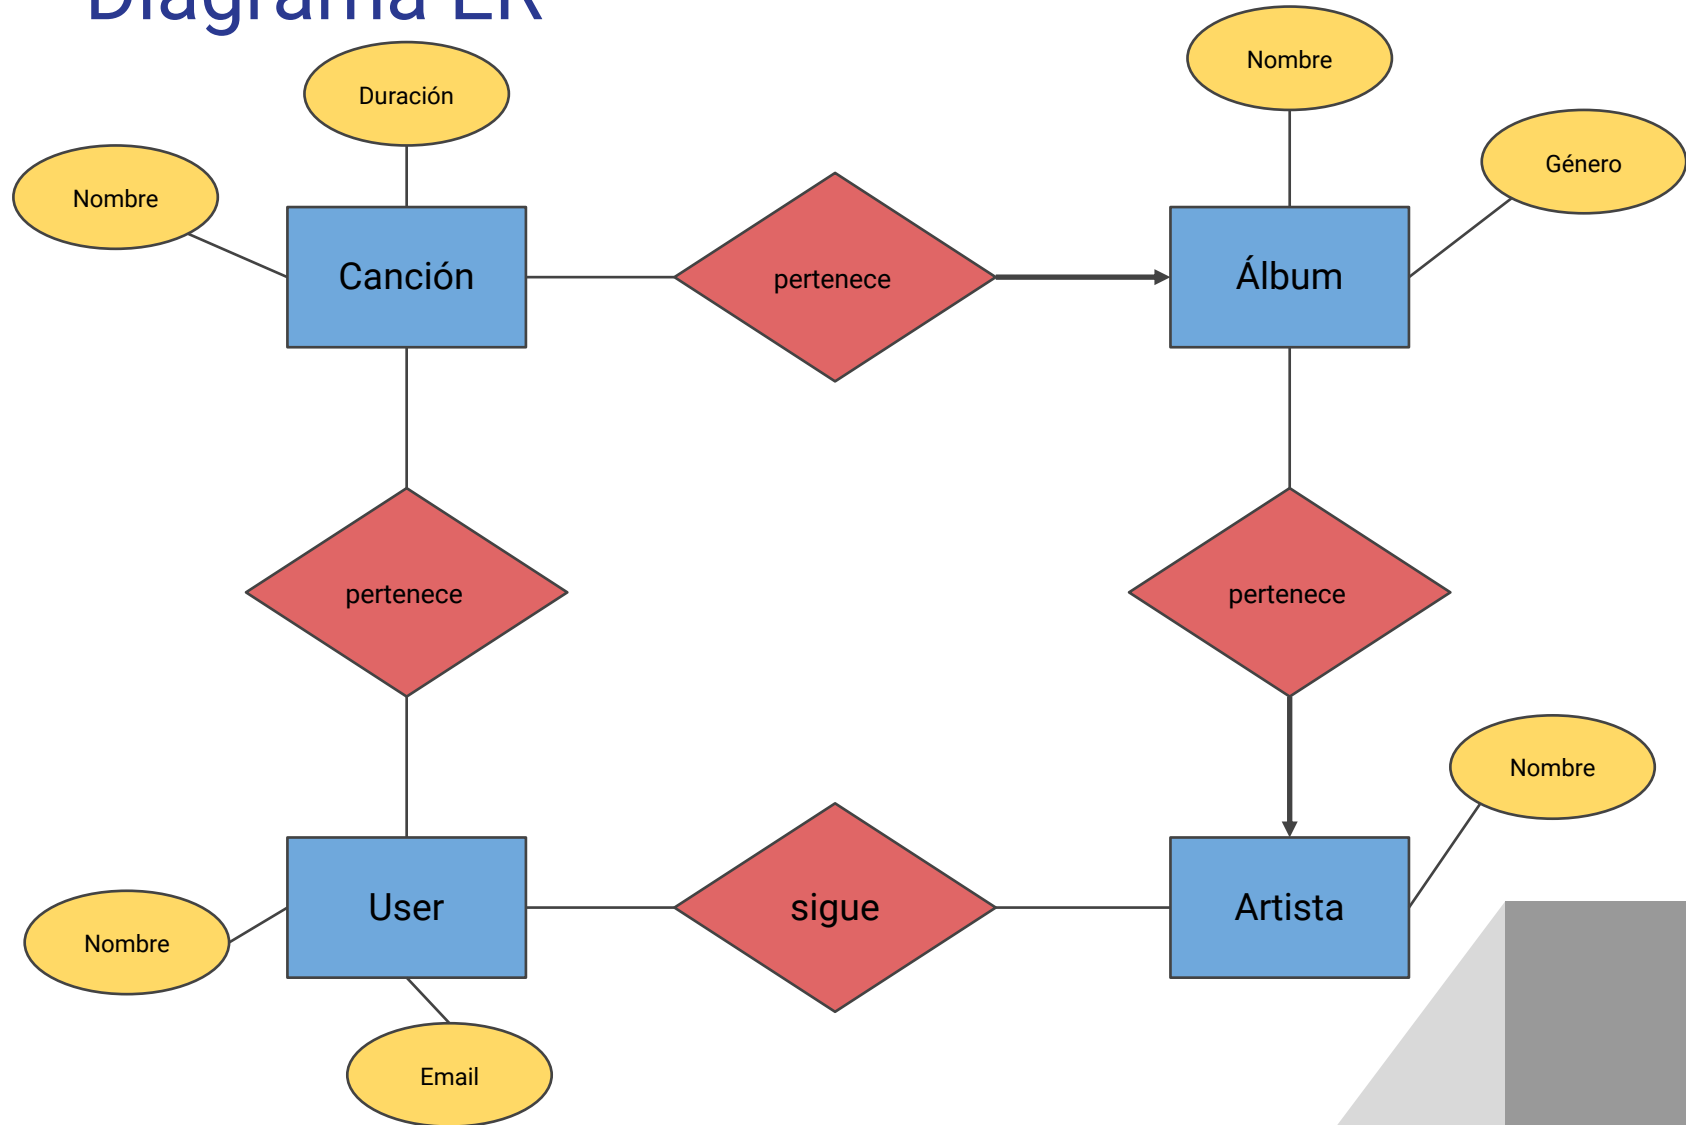 Diagrama ER
Nombre
Duración
Género
Nombre
Canción
pertenece
Álbum
pertenece
pertenece
Nombre
User
sigue
Artista
Nombre
Email